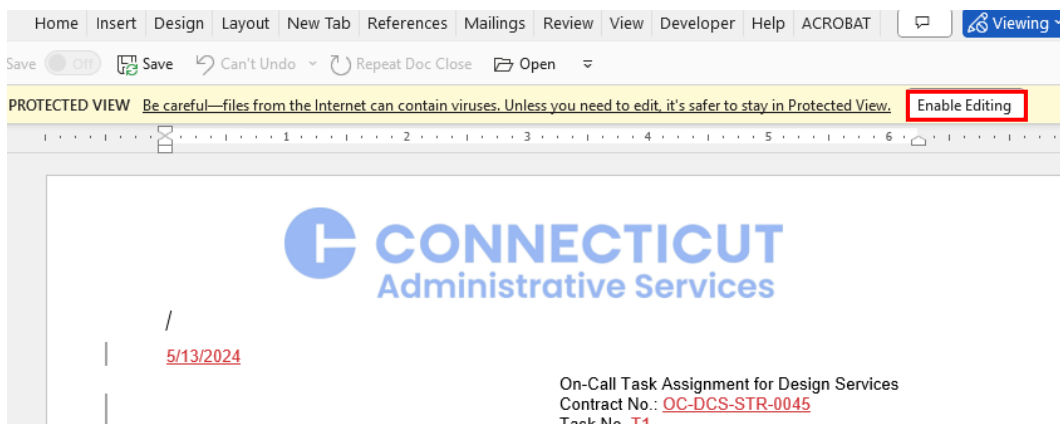 Home Insert Design Layout New Tab References Mailings Review View Developer Help ACROBAT Viewing
Save Off Save Can't Undo Repeat Doc Close Open
PROTECTED VIEW Be careful—files from the Internet can contain viruses. Unless you need to edit, it's safer to stay in Protected View. Enable Editing
1 2 3 4 5 6
CONNECTICUT
Administrative Services
/
5/13/2024
On-Call Task Assignment for Design Services
Contract No.: OC-DCS-STR-0045
Task No. T1